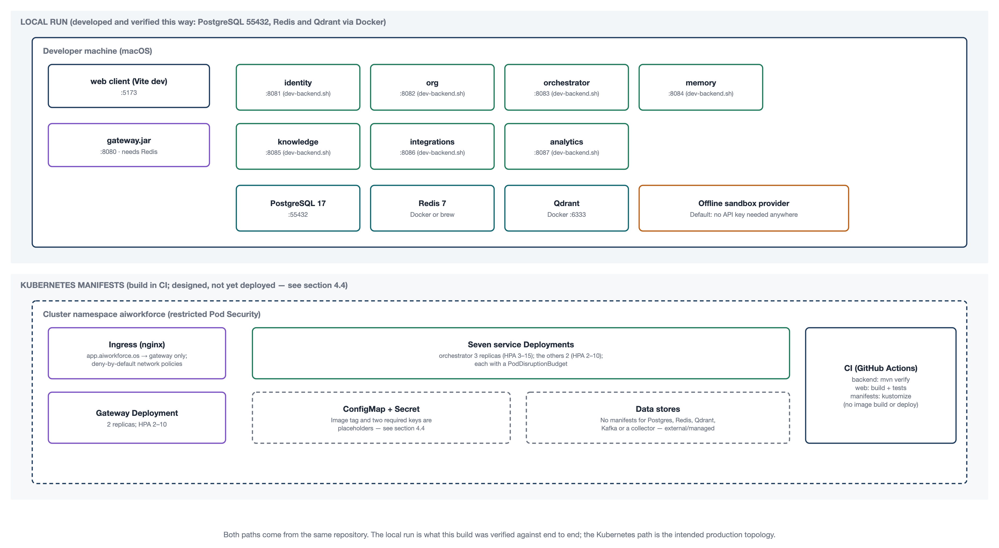 LOCAL RUN (developed and verified this way: PostgreSQL 55432, Redis and Qdrant via Docker)
Developer machine (macOS)
web client (Vite dev)
:5173
identity
:8081 (dev-backend.sh)
org
:8082 (dev-backend.sh)
orchestrator
:8083 (dev-backend.sh)
memory
:8084 (dev-backend.sh)
gateway.jar
:8080 · needs Redis
knowledge
:8085 (dev-backend.sh)
integrations
:8086 (dev-backend.sh)
analytics
:8087 (dev-backend.sh)
PostgreSQL 17
:55432
Redis 7
Docker or brew
Qdrant
Docker :6333
Offline sandbox provider
Default: no API key needed anywhere
KUBERNETES MANIFESTS (build in CI; designed, not yet deployed — see section 4.4)
Cluster namespace aiworkforce (restricted Pod Security)
Ingress (nginx)
app.aiworkforce.os → gateway only;
deny-by-default network policies
Seven service Deployments
orchestrator 3 replicas (HPA 3–15); the others 2 (HPA 2–10);
each with a PodDisruptionBudget
CI (GitHub Actions)
backend: mvn verify
web: build + tests
manifests: kustomize
(no image build or deploy)
Gateway Deployment
2 replicas; HPA 2–10
ConfigMap + Secret
Image tag and two required keys are
placeholders — see section 4.4
Data stores
No manifests for Postgres, Redis, Qdrant,
Kafka or a collector — external/managed
Both paths come from the same repository. The local run is what this build was verified against end to end; the Kubernetes path is the intended production topology.